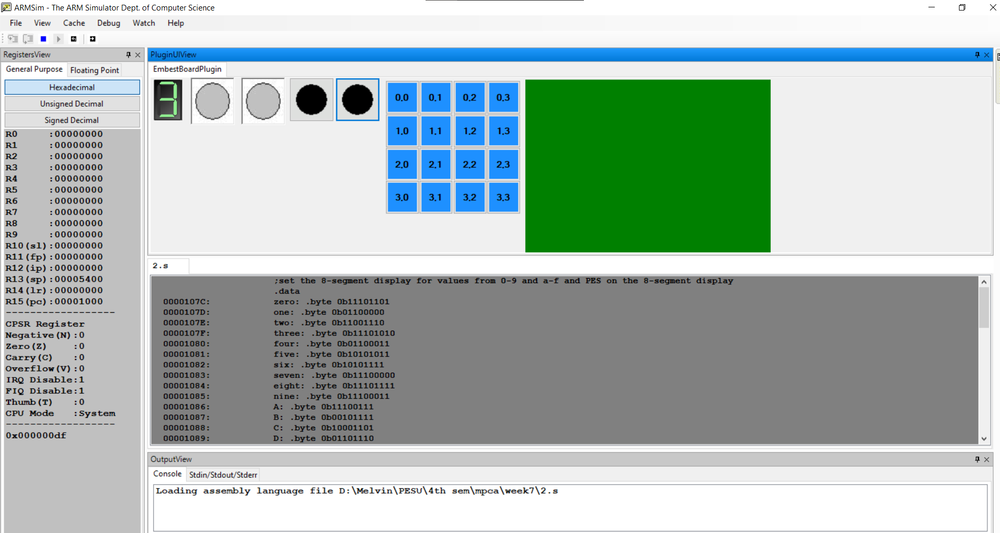 ARMSim - The ARM Simulator Dept. of Computer Science
File View Cache Debug Watch Help
RegistersView
General Purpose Floating Point
Hexadecimal
Unsigned Decimal
Signed Decimal
R0 :00000000
R1 :00000000
R2 :00000000
R3 :00000000
R4 :00000000
R5 :00000000
R6 :00000000
R7 :00000000
R8 :00000000
R9 :00000000
R10(sl):00000000
R11(fp):00000000
R12(ip):00000000
R13(sp):00005400
R14(lr):00000000
R15(pc):00001000
-------------------
CPSR Register
Negative(N):0
Zero(Z) :0
Carry(C) :0
Overflow(V):0
IRQ Disable:1
FIQ Disable:1
Thumb(T) :0
CPU Mode :System
-------------------
0x000000df
PluginUIView
EmbestBoardPlugin
3
0.0 0.1 0.2 0.3
1.0 1.1 1.2 1.3
2.0 2.1 2.2 2.3
3.0 3.1 3.2 3.3
2.s
;set the 8-segment display for values from 0-9 and a-f and PES on the 8-segment display
.data
0000107C: zero: .byte 0b11101101
0000107D: one: .byte 0b01100000
0000107E: two: .byte 0b11001110
0000107F: three: .byte 0b11101010
00001080: four: .byte 0b01100011
00001081: five: .byte 0b10101011
00001082: six: .byte 0b10101111
00001083: seven: .byte 0b11100000
00001084: eight: .byte 0b11101111
00001085: nine: .byte 0b11100011
00001086: A: .byte 0b11100111
00001087: B: .byte 0b00101111
00001088: C: .byte 0b10001101
00001089: D: .byte 0b01101110
OutputView
Console Stdin/Stdout/Stderr
Loading assembly language file D:\Melvin\PESU\4th sem\mpca\week7\2.s